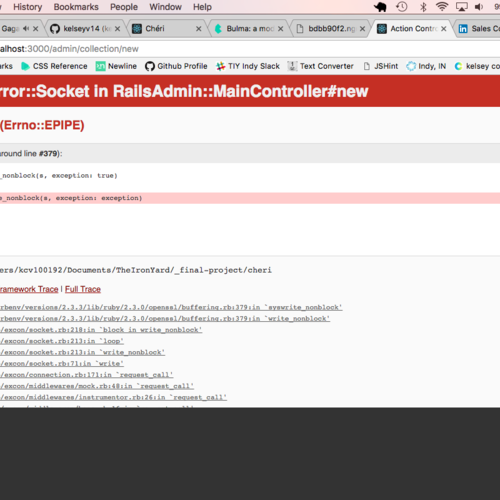 History Bookmarks People Window Help
Gaga kelseyv14 (ke Chéri Bulma: a mod bdbb90f2.ng Action Contro Sales Co
alhost:3000/admin/collection/new
rks CSS Reference Newline Github Profile TIY Indy Slack Text Converter JSHint Indy, IN kelsey co
rror::Socket in RailsAdmin::MainController#new
(Errno::EPIPE)
around line #379):
_nonblock(s, exception: true)
e_nonblock(s, exception: exception)
ers/kcv100192/Documents/TheIronYard/_final-project/cheri
ramework Trace | Full Trace
rbenv/versions/2.3.3/lib/ruby/2.3.0/openssl/buffering.rb:379:in `syswrite_nonblock'
rbenv/versions/2.3.3/lib/ruby/2.3.0/openssl/buffering.rb:379:in `write_nonblock'
/excon/socket.rb:218:in `block in write_nonblock'
/excon/socket.rb:213:in `loop'
/excon/socket.rb:213:in `write_nonblock'
/excon/socket.rb:71:in `write'
/excon/connection.rb:171:in `request_call'
/excon/middlewares/mock.rb:48:in `request_call'
/excon/middlewares/instrumentor.rb:26:in `request_call'